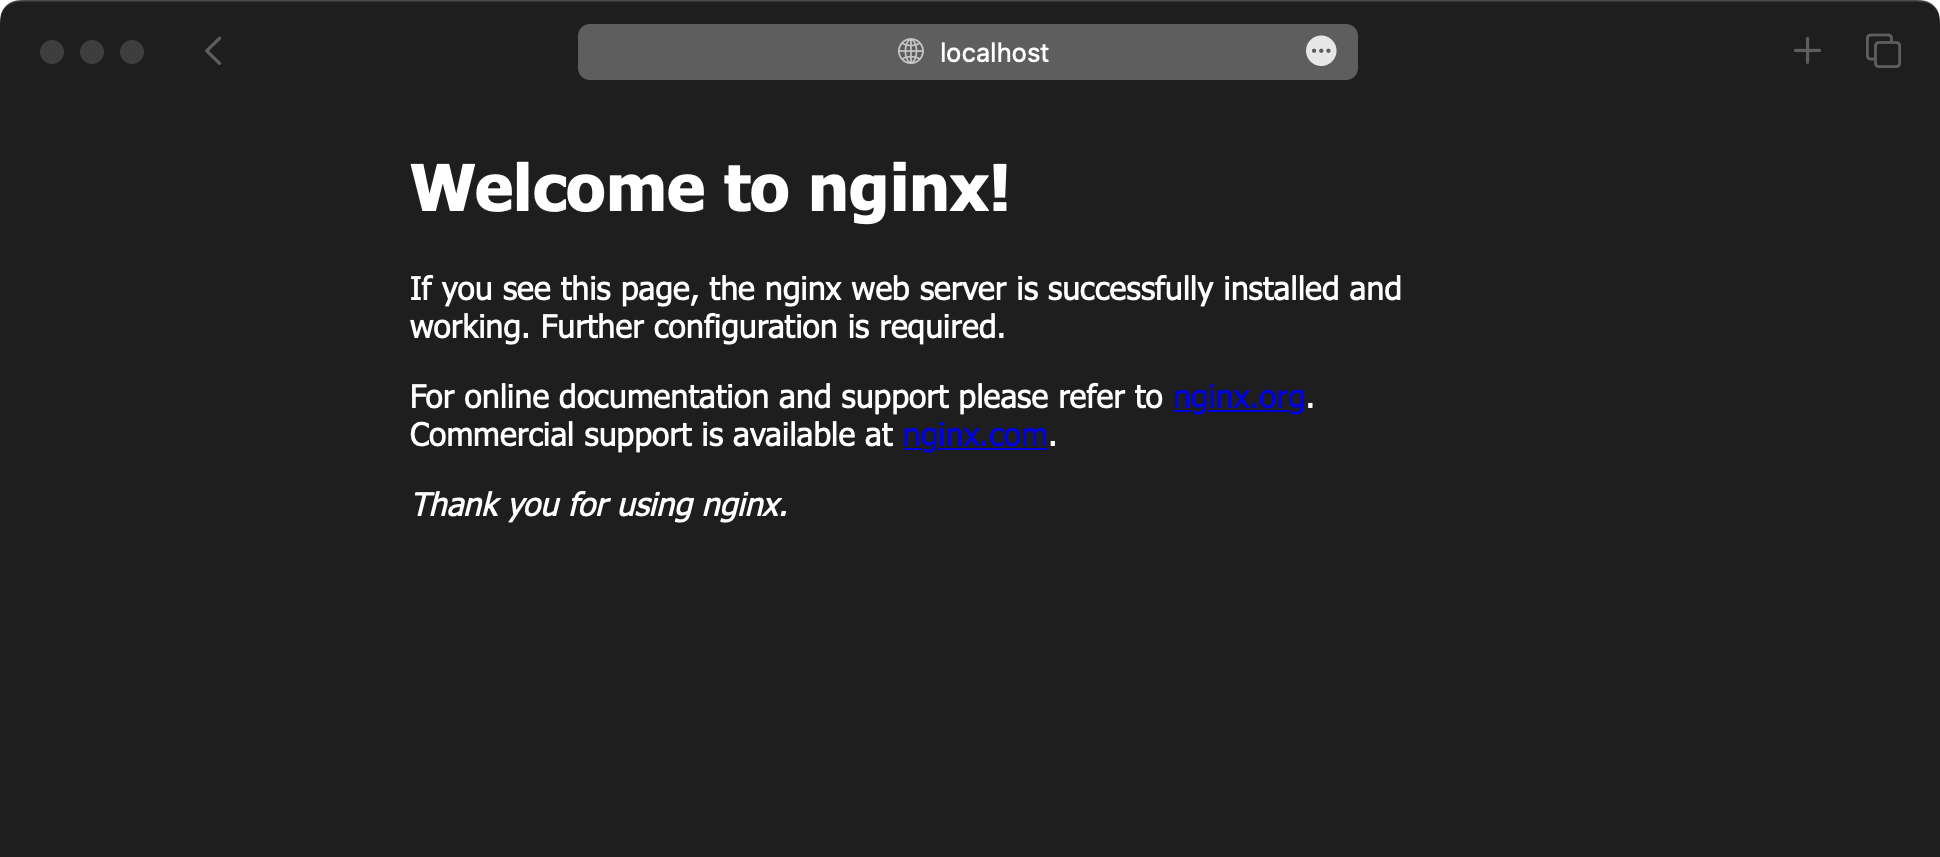 localhost
Welcome to nginx!
If you see this page, the nginx web server is successfully installed and
working. Further configuration is required.
For online documentation and support please refer to nginx.org.
Commercial support is available at nginx.com.
Thank you for using nginx.